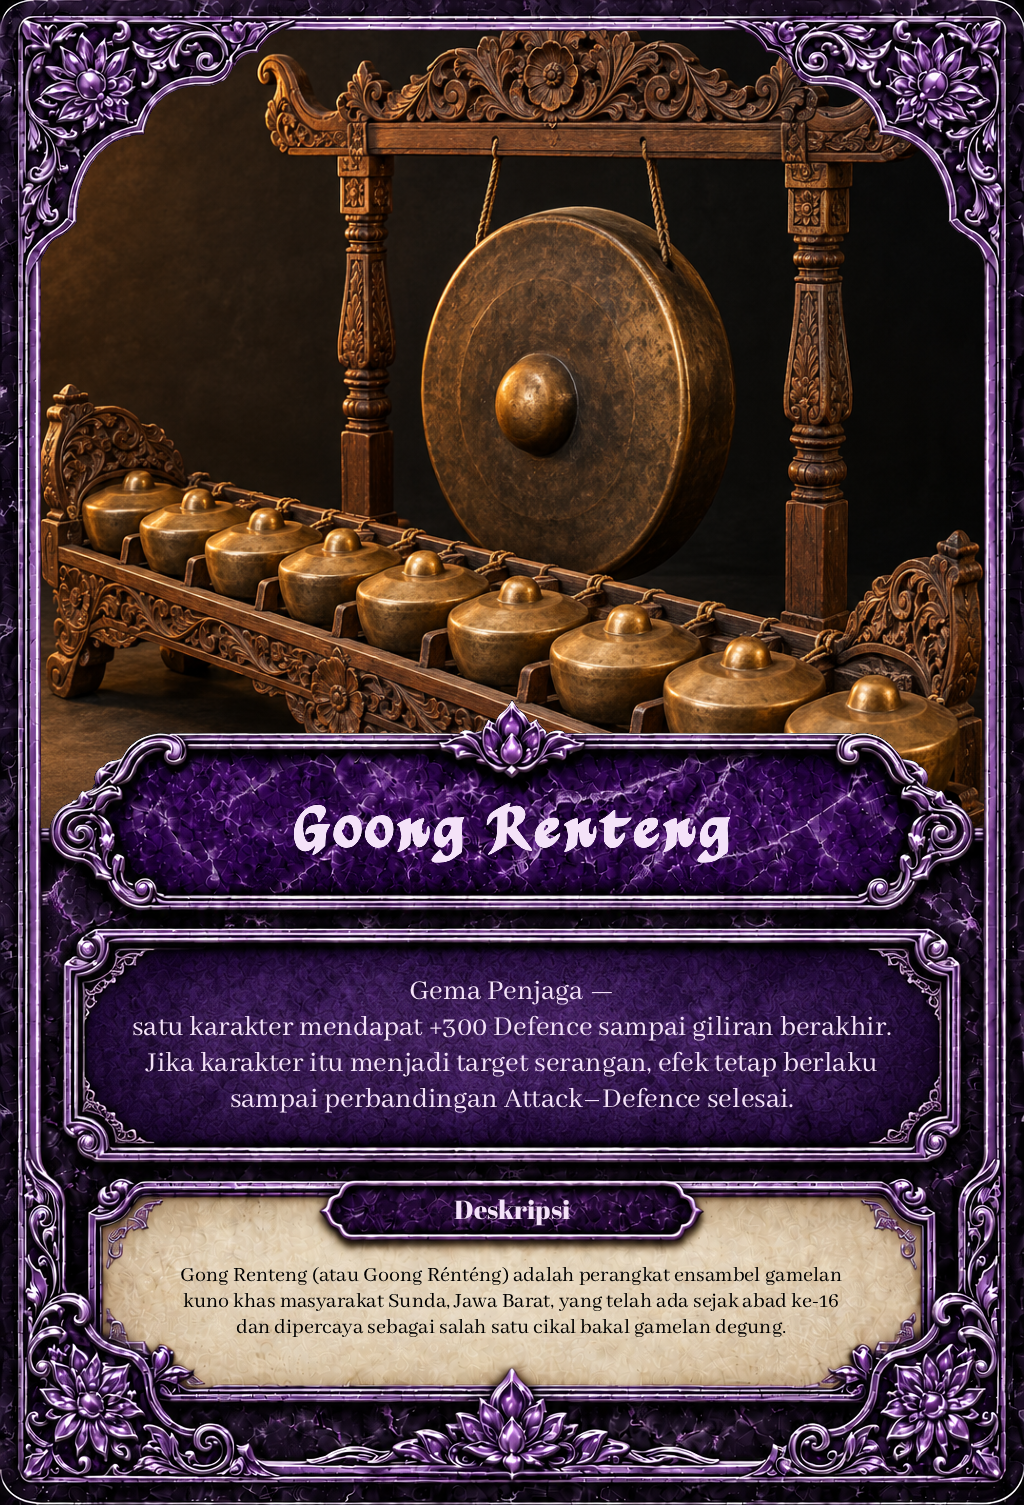 Goong Renteng
Gema Penjaga —
satu karakter mendapat +300 Defence sampai giliran berakhir.
Jika karakter itu menjadi target serangan, efek tetap berlaku
sampai perbandingan Attack–Defence selesai.
Deskripsi
Gong Renteng (atau Goong Rénténg) adalah perangkat ensambel gamelan
kuno khas masyarakat Sunda, Jawa Barat, yang telah ada sejak abad ke-16
dan dipercaya sebagai salah satu cikal bakal gamelan degung.